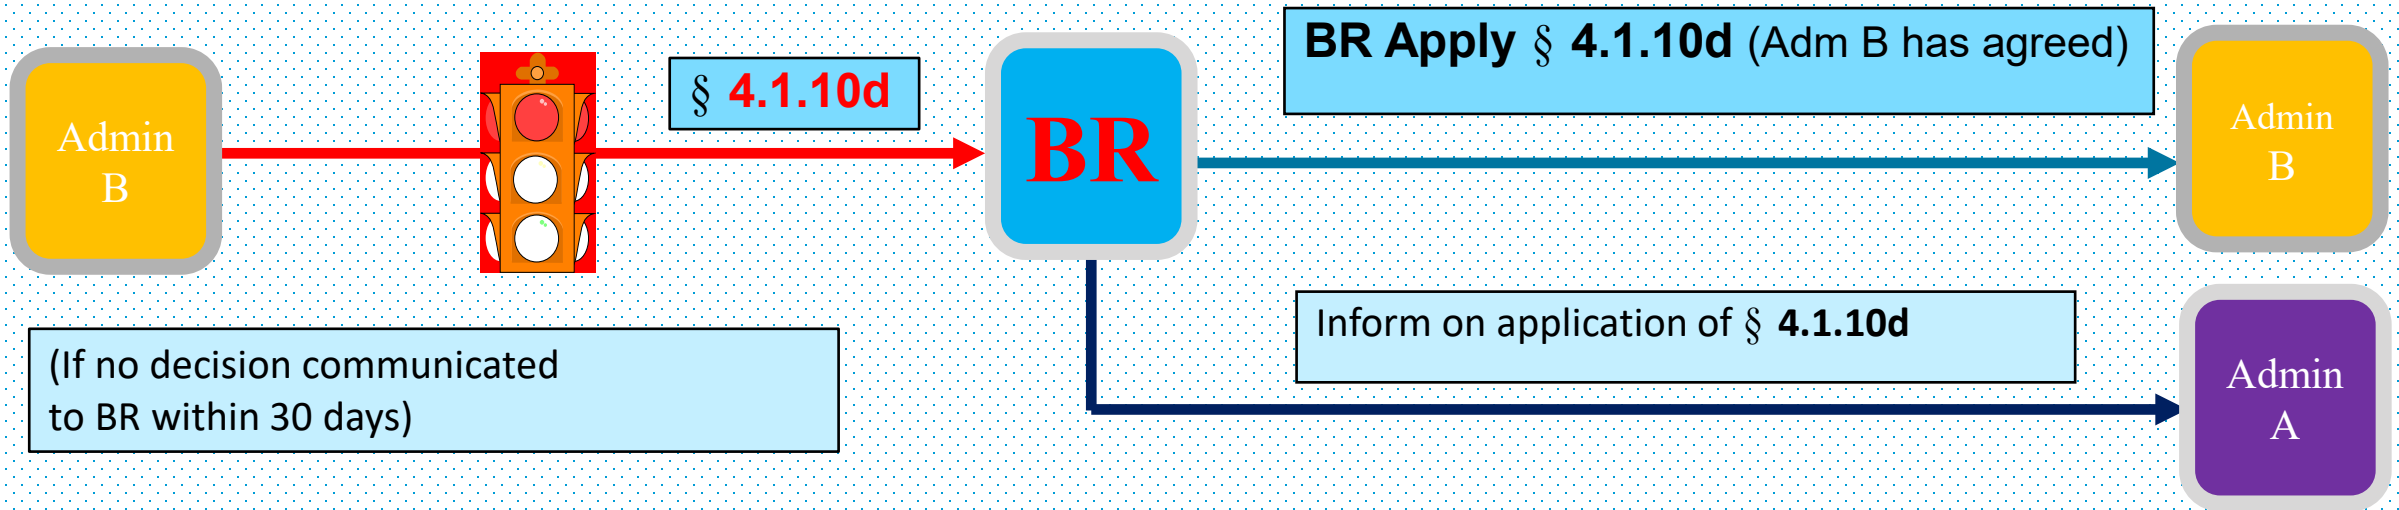 Admin
B
§ 4.1.10d
BR
BR Apply § 4.1.10d (Adm B has agreed)
Admin
B
(If no decision communicated
to BR within 30 days)
Inform on application of § 4.1.10d
Admin
A